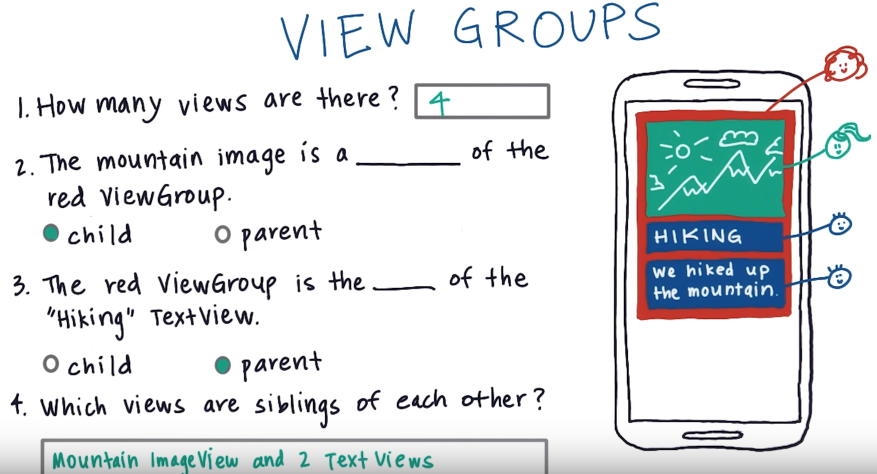 VIEW GROUPS
1. How many views are there? 4
2. The mountain image is a ______ of the
red ViewGroup.
child parent
3. The red ViewGroup is the ____ of the
"Hiking" TextView.
child parent
4. Which views are siblings of each other?
Mountain ImageView and 2 Text Views
HIKING
we hiked up
the mountain.